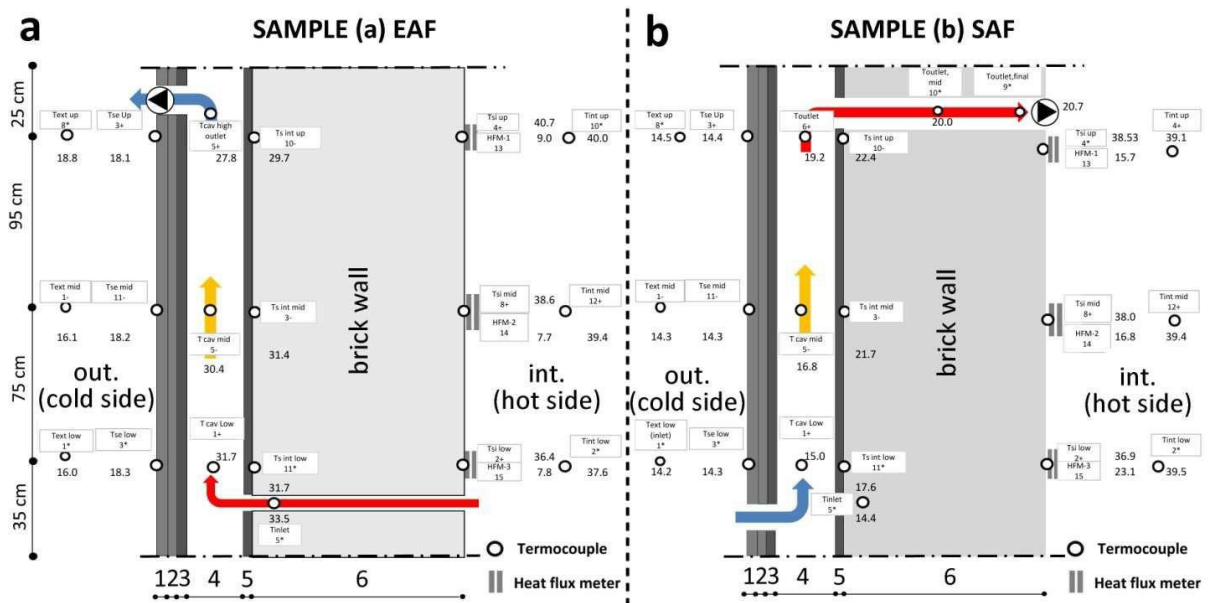 a
SAMPLE (a) EAF
25 cm
95 cm
75 cm
35 cm
Text up
8*
18.8
Tse Up
3+
18.1
Tcav high
outlet
5+
27.8
Ts int up
10-
29.7
Tsi up
4+
HFM-1
13
40.7
9.0
Tint up
10*
40.0
Text mid
1-
16.1
Tse mid
11-
18.2
T cav mid
5-
30.4
Ts int mid
3-
31.4
brick wall
Tsi mid
8+
HFM-2
14
38.6
7.7
Tint mid
12+
39.4
out.
(cold side)
int.
(hot side)
Text low
1*
16.0
Tse low
3*
18.3
T cav Low
1+
31.7
Ts int low
11*
31.7
33.5
Tinlet
5*
Tsi low
2+
HFM-3
15
36.4
7.8
Tint low
2*
37.6
Termocouple
Heat flux meter
123 4 5 6
b
SAMPLE (b) SAF
Text up
8*
14.5
Tse Up
3+
14.4
Toutlet
6+
19.2
Ts int up
10-
22.4
Toutlet,
mid
10*
20.0
Toutlet,final
9*
20.7
Tsi up
4*
HFM-1
13
38.53
15.7
Tint up
4+
39.1
Text mid
1-
14.3
Tse mid
11-
14.3
T cav mid
5-
16.8
Ts int mid
3-
21.7
brick wall
Tsi mid
8+
HFM-2
14
38.0
16.8
Tint mid
12+
39.4
out.
(cold side)
int.
(hot side)
Text low
(inlet)
1*
14.2
Tse low
3*
14.3
T cav Low
1+
15.0
Ts int low
11*
17.6
Tinlet
5*
14.4
Tsi low
2+
HFM-3
15
36.9
23.1
Tint low
2*
39.5
Termocouple
Heat flux meter
123 4 5 6